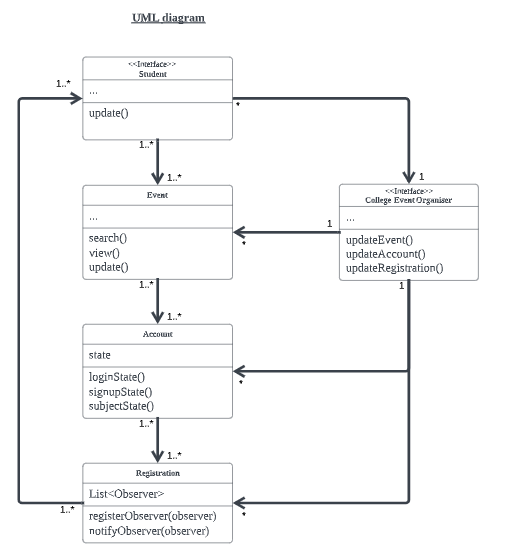 UML diagram
<<Interface>>
Student
...
update()
1..*
*
1..*
1..*
Event
...
search()
view()
update()
1
<<Interface>>
College Event Organiser
...
updateEvent()
updateAccount()
updateRegistration()
1
*
1
1..*
1..*
Account
state
loginState()
signupState()
subjectState()
*
1..*
1..*
Registration
List<Observer>
registerObserver(observer)
notifyObserver(observer)
1..*
*